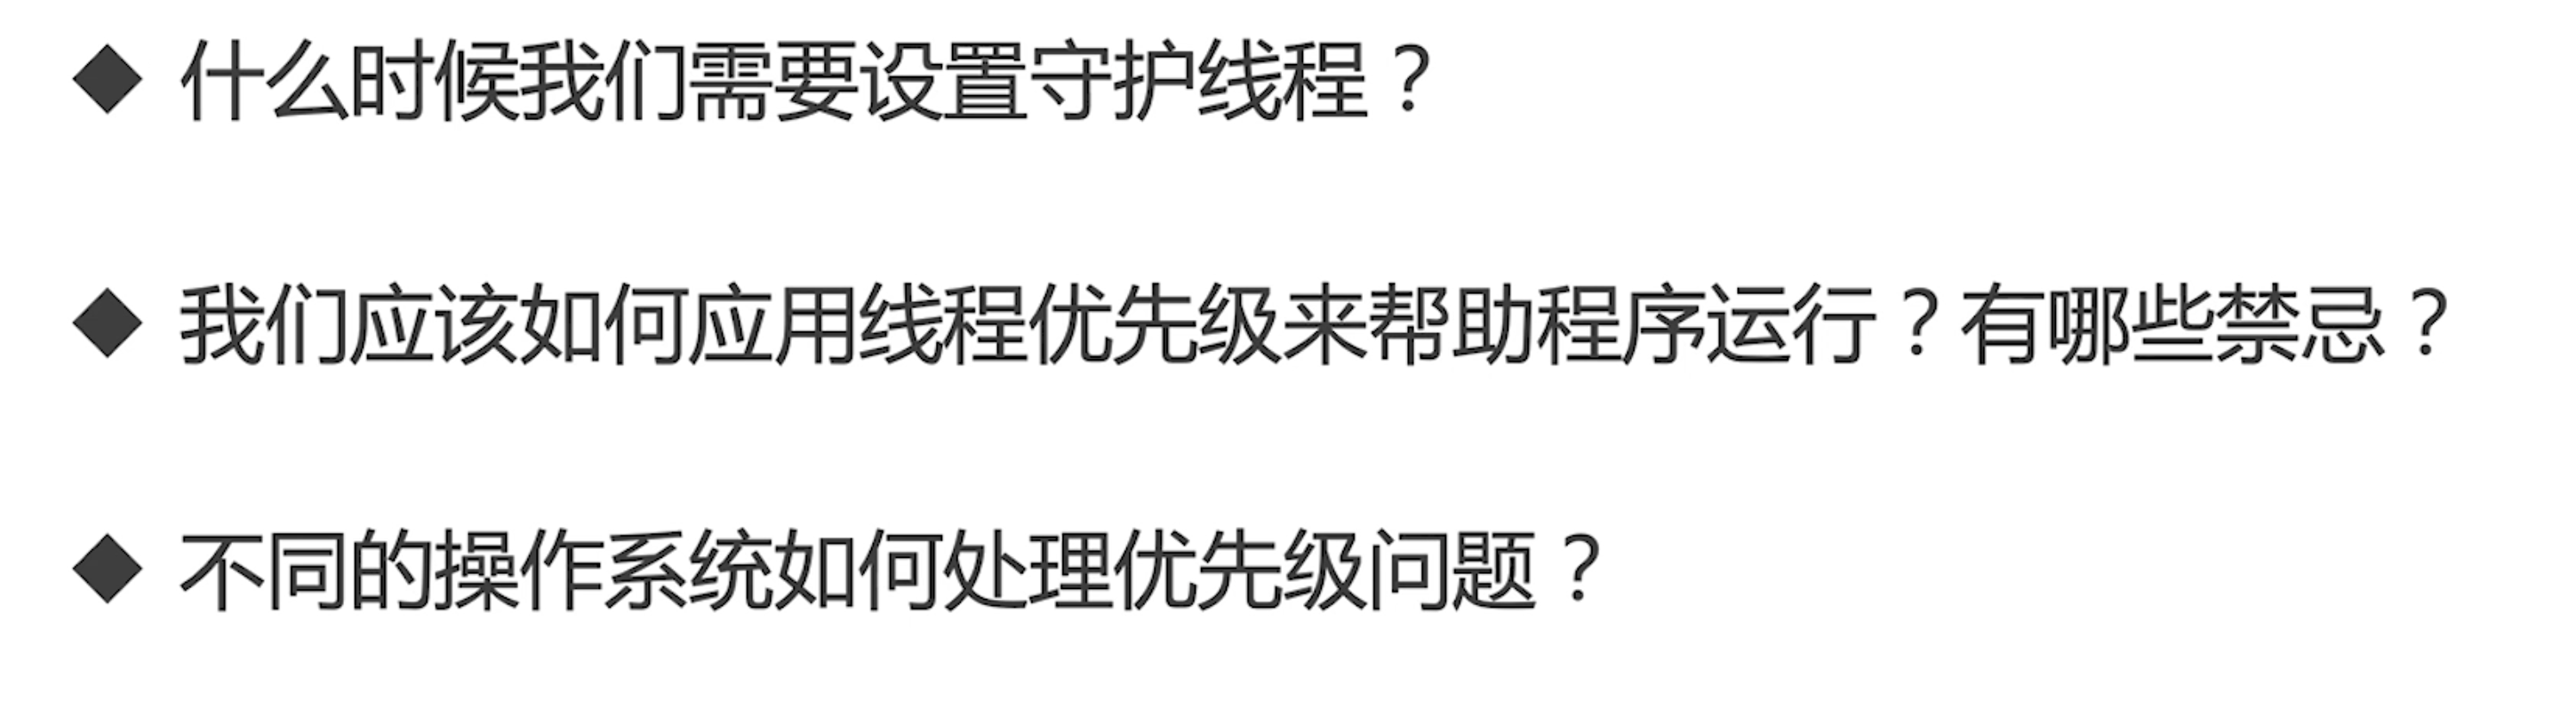 ◆ 什么时候我们需要设置守护线程？
◆ 我们应该如何应用线程优先级来帮助程序运行？有哪些禁忌？
◆ 不同的操作系统如何处理优先级问题？